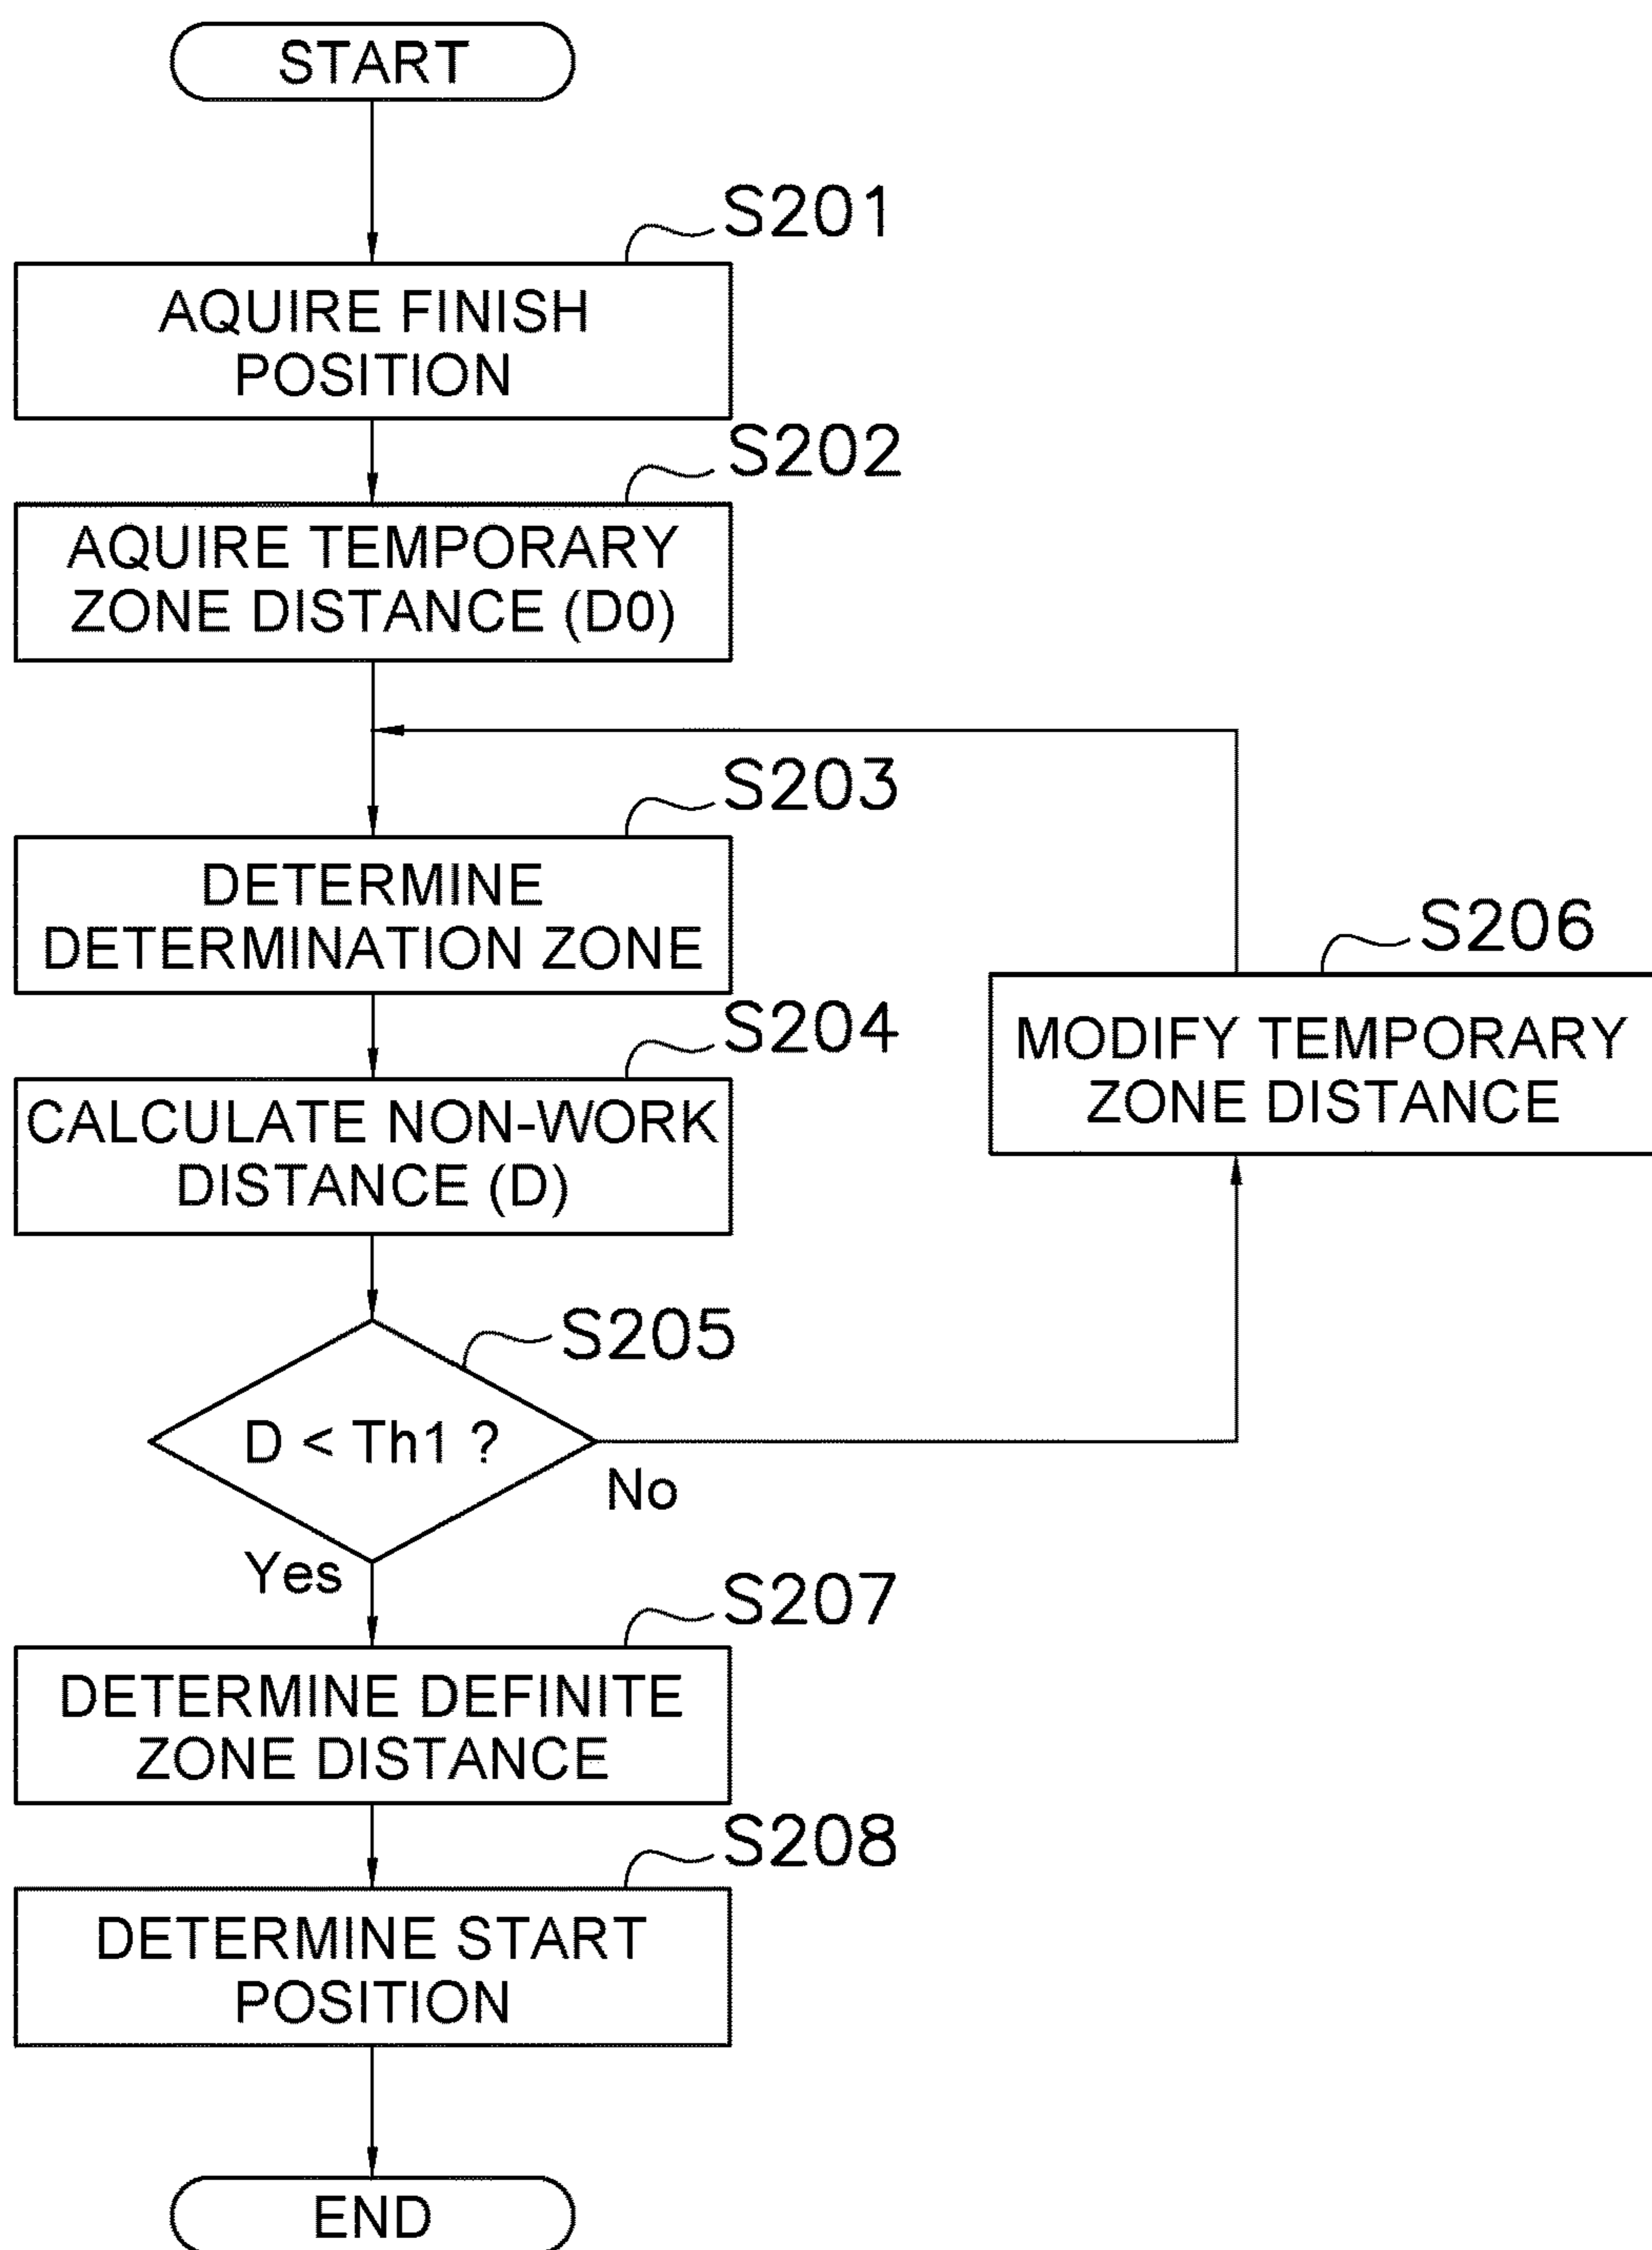 START
S201
AQUIRE FINISH
POSITION
S202
AQUIRE TEMPORARY
ZONE DISTANCE (D0)
S203
DETERMINE
DETERMINATION ZONE
S206
MODIFY TEMPORARY
ZONE DISTANCE
S204
CALCULATE NON-WORK
DISTANCE (D)
S205
D < Th1 ?
No
Yes
S207
DETERMINE DEFINITE
ZONE DISTANCE
S208
DETERMINE START
POSITION
END